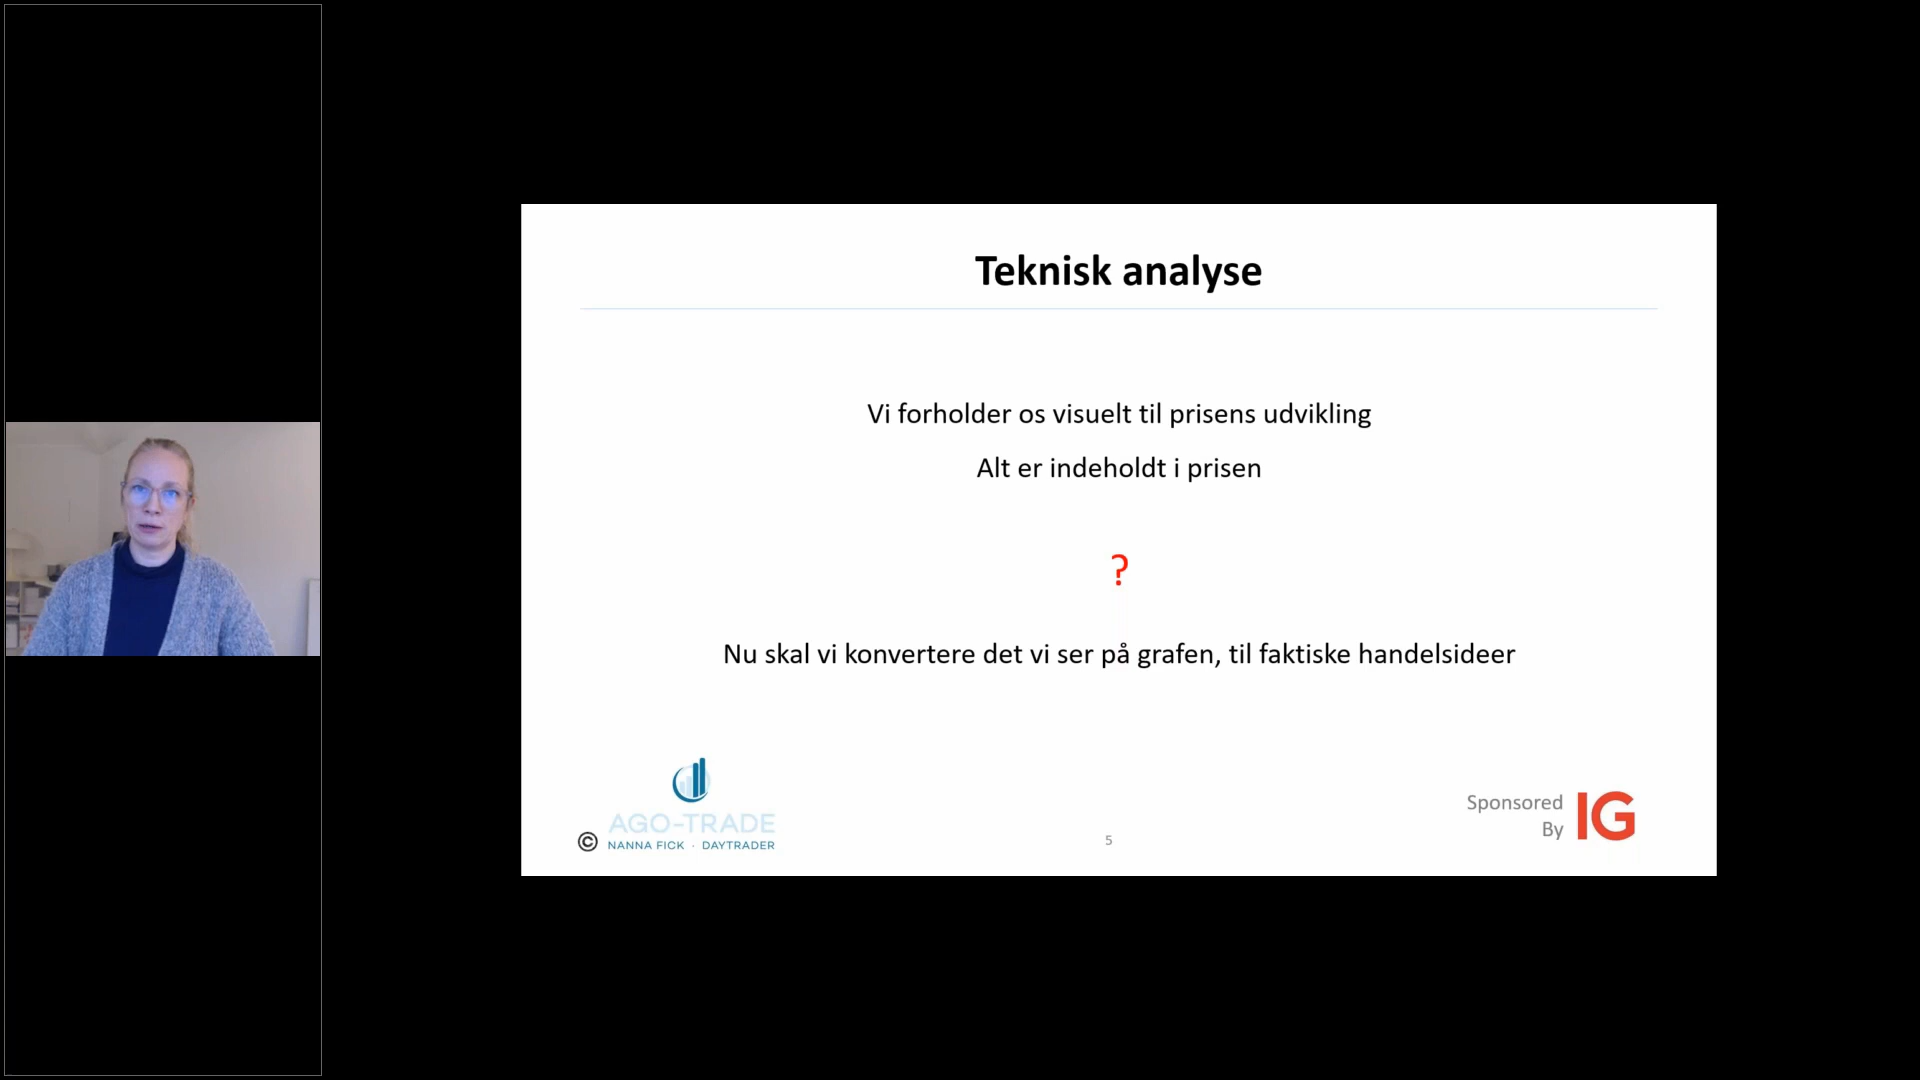 Teknisk analyse
Vi forholder os visuelt til prisens udvikling
Alt er indeholdt i prisen
?
Nu skal vi konvertere det vi ser på grafen, til faktiske handelsideer
AGO-TRADE
© NANNA FICK · DAYTRADER
5
Sponsored
By
IG